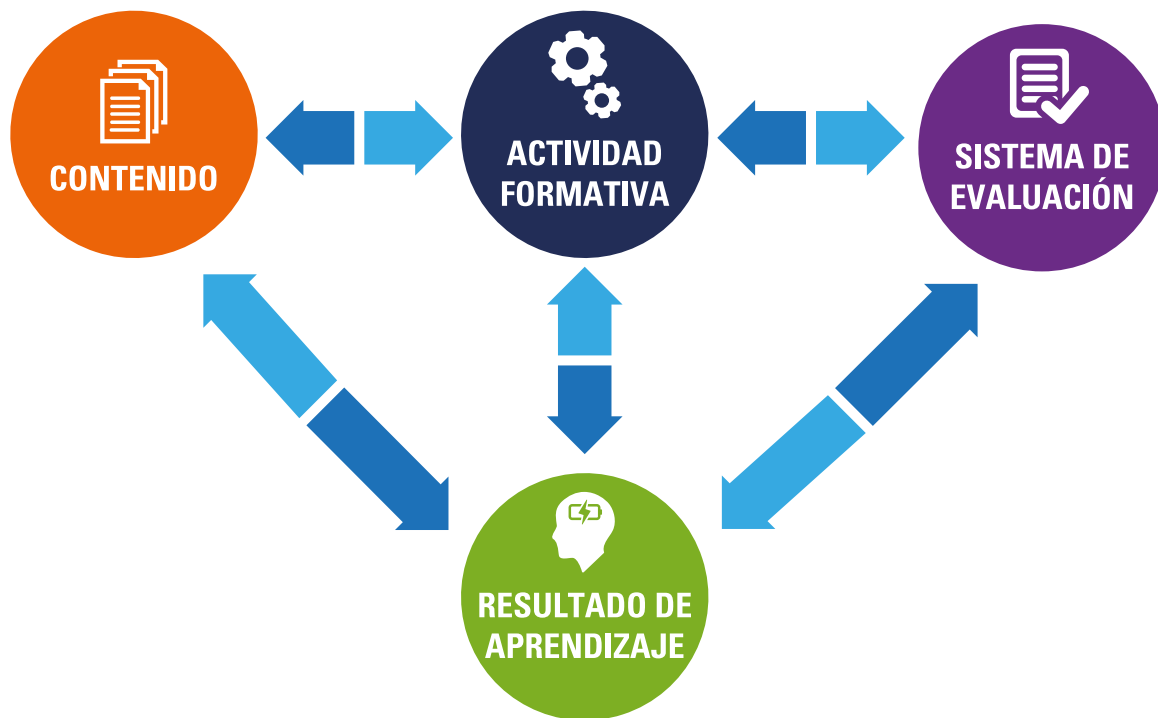 CONTENIDO
ACTIVIDAD
FORMATIVA
SISTEMA DE
EVALUACIÓN
RESULTADO DE
APRENDIZAJE